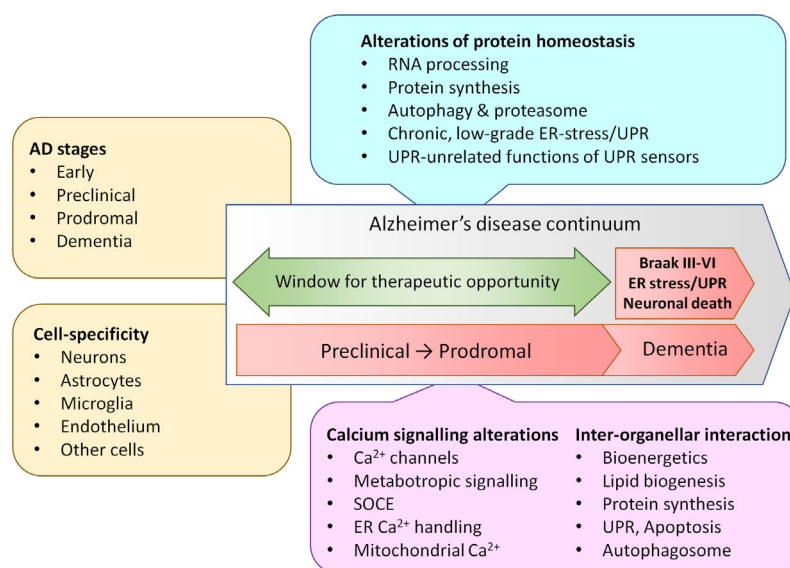 Alterations of protein homeostasis
• RNA processing
• Protein synthesis
• Autophagy & proteasome
• Chronic, low-grade ER-stress/UPR
• UPR-unrelated functions of UPR sensors
AD stages
• Early
• Preclinical
• Prodromal
• Dementia
Alzheimer's disease continuum
Window for therapeutic opportunity
Braak III-VI
ER stress/UPR
Neuronal death
Preclinical → Prodromal
Dementia
Cell-specificity
• Neurons
• Astrocytes
• Microglia
• Endothelium
• Other cells
Calcium signalling alterations
• Ca²⁺ channels
• Metabotropic signalling
• SOCE
• ER Ca²⁺ handling
• Mitochondrial Ca²⁺
Inter-organellar interaction
• Bioenergetics
• Lipid biogenesis
• Protein synthesis
• UPR, Apoptosis
• Autophagosome